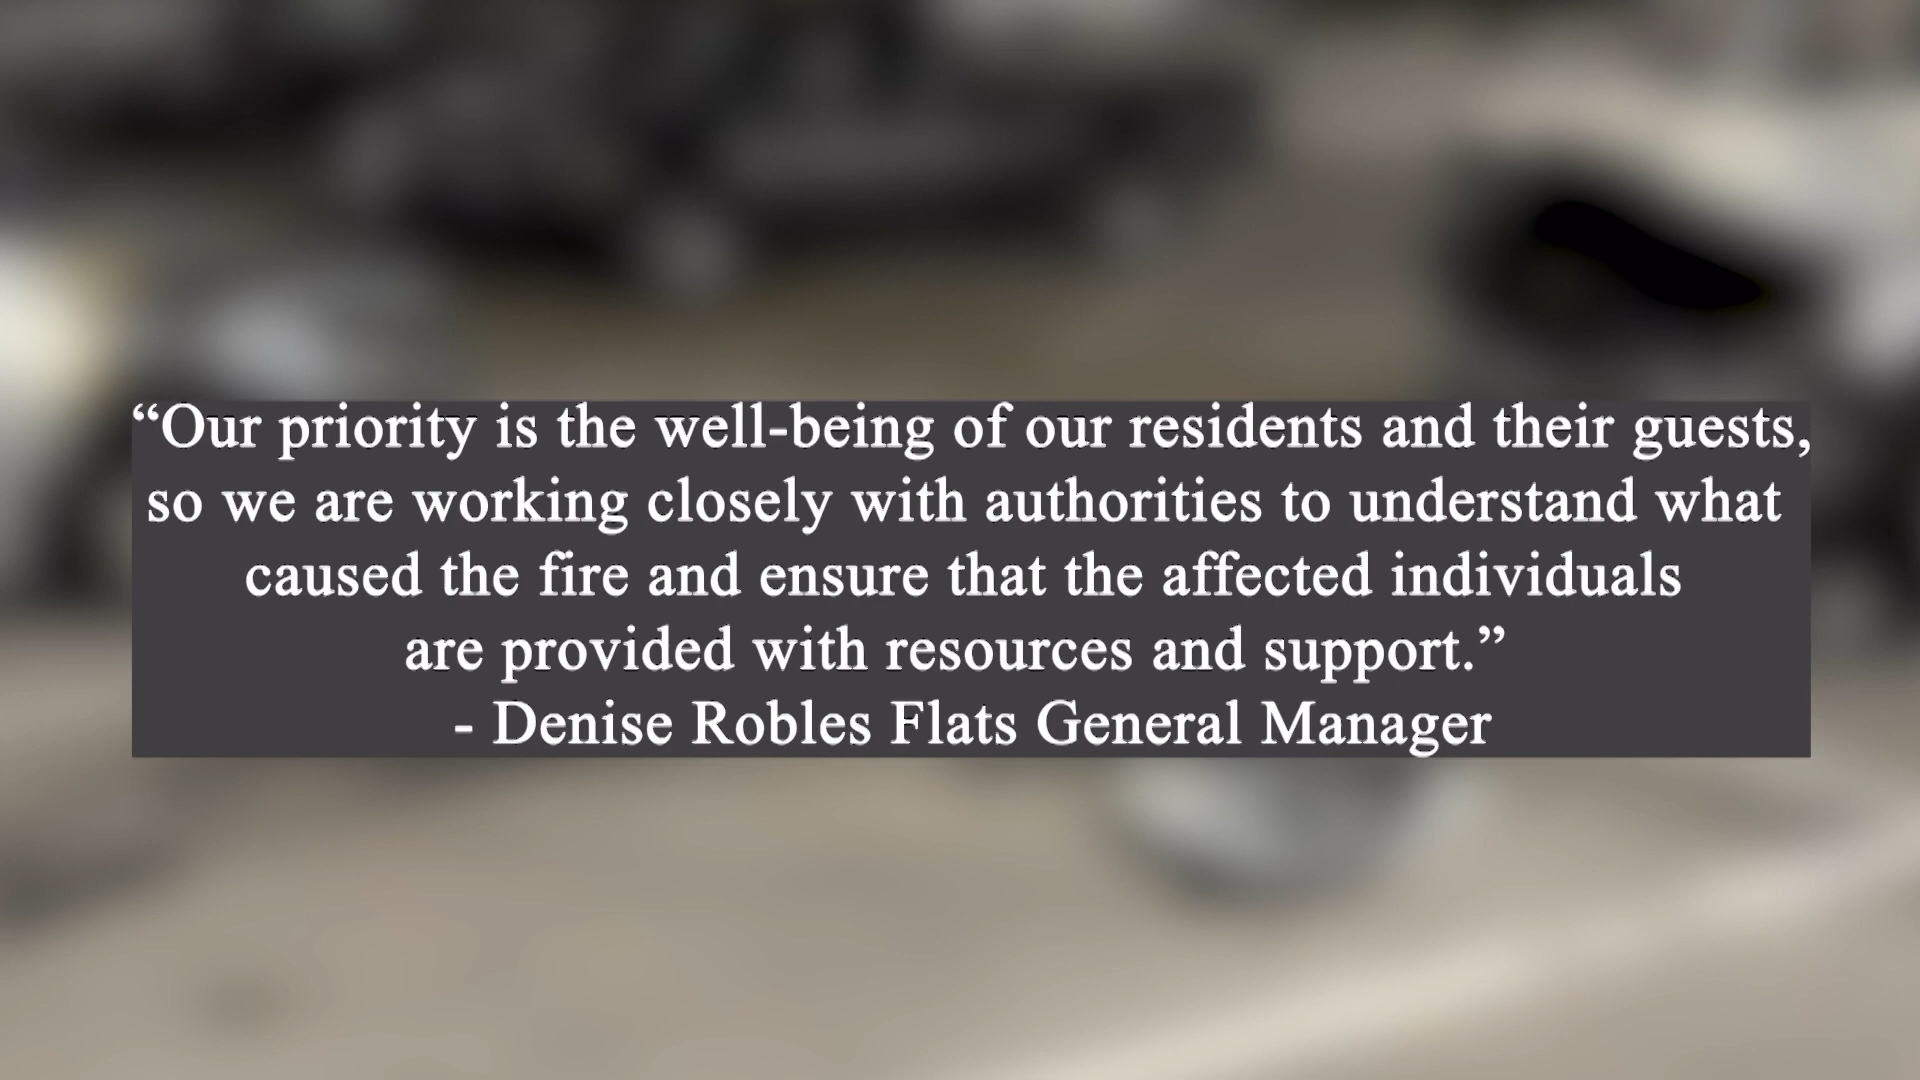 “Our priority is the well-being of our residents and their guests,
so we are working closely with authorities to understand what
caused the fire and ensure that the affected individuals
are provided with resources and support.”
- Denise Robles Flats General Manager